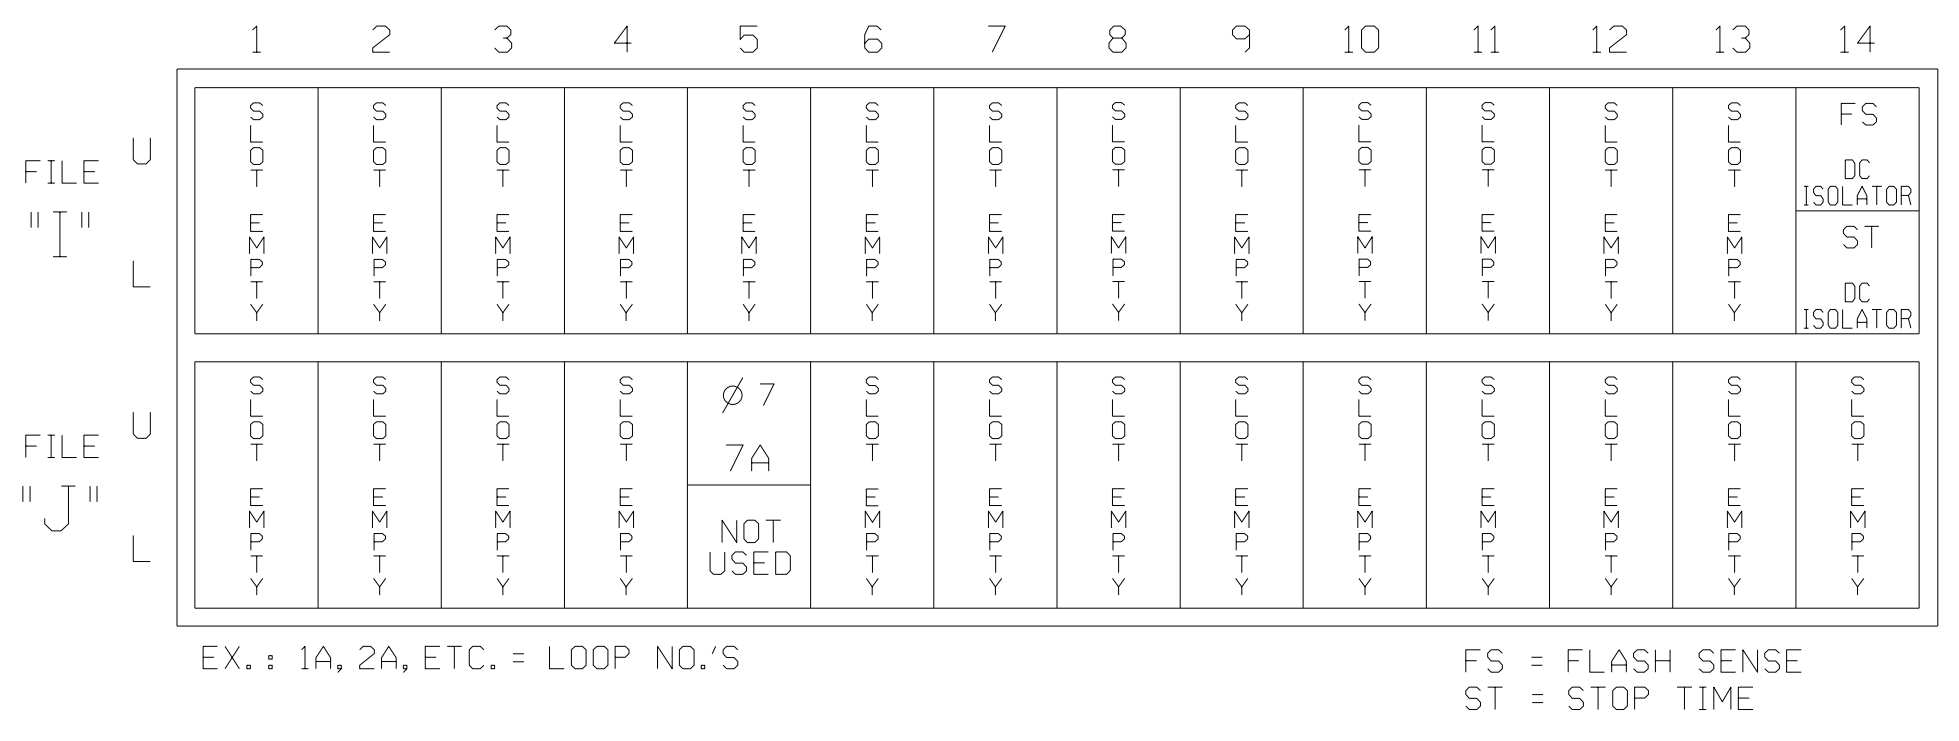 1 2 3 4 5 6 7 8 9 10 11 12 13 14
FILE "I"
U
L
SLOT EMPTY
SLOT EMPTY
SLOT EMPTY
SLOT EMPTY
SLOT EMPTY
SLOT EMPTY
SLOT EMPTY
SLOT EMPTY
SLOT EMPTY
SLOT EMPTY
SLOT EMPTY
SLOT EMPTY
SLOT EMPTY
FS
DC
ISOLATOR
ST
DC
ISOLATOR
FILE "J"
U
L
SLOT EMPTY
SLOT EMPTY
SLOT EMPTY
SLOT EMPTY
Ø 7
7A
NOT
USED
SLOT EMPTY
SLOT EMPTY
SLOT EMPTY
SLOT EMPTY
SLOT EMPTY
SLOT EMPTY
SLOT EMPTY
SLOT EMPTY
SLOT EMPTY
EX.: 1A, 2A, ETC. = LOOP NO.'S
FS = FLASH SENSE
ST = STOP TIME